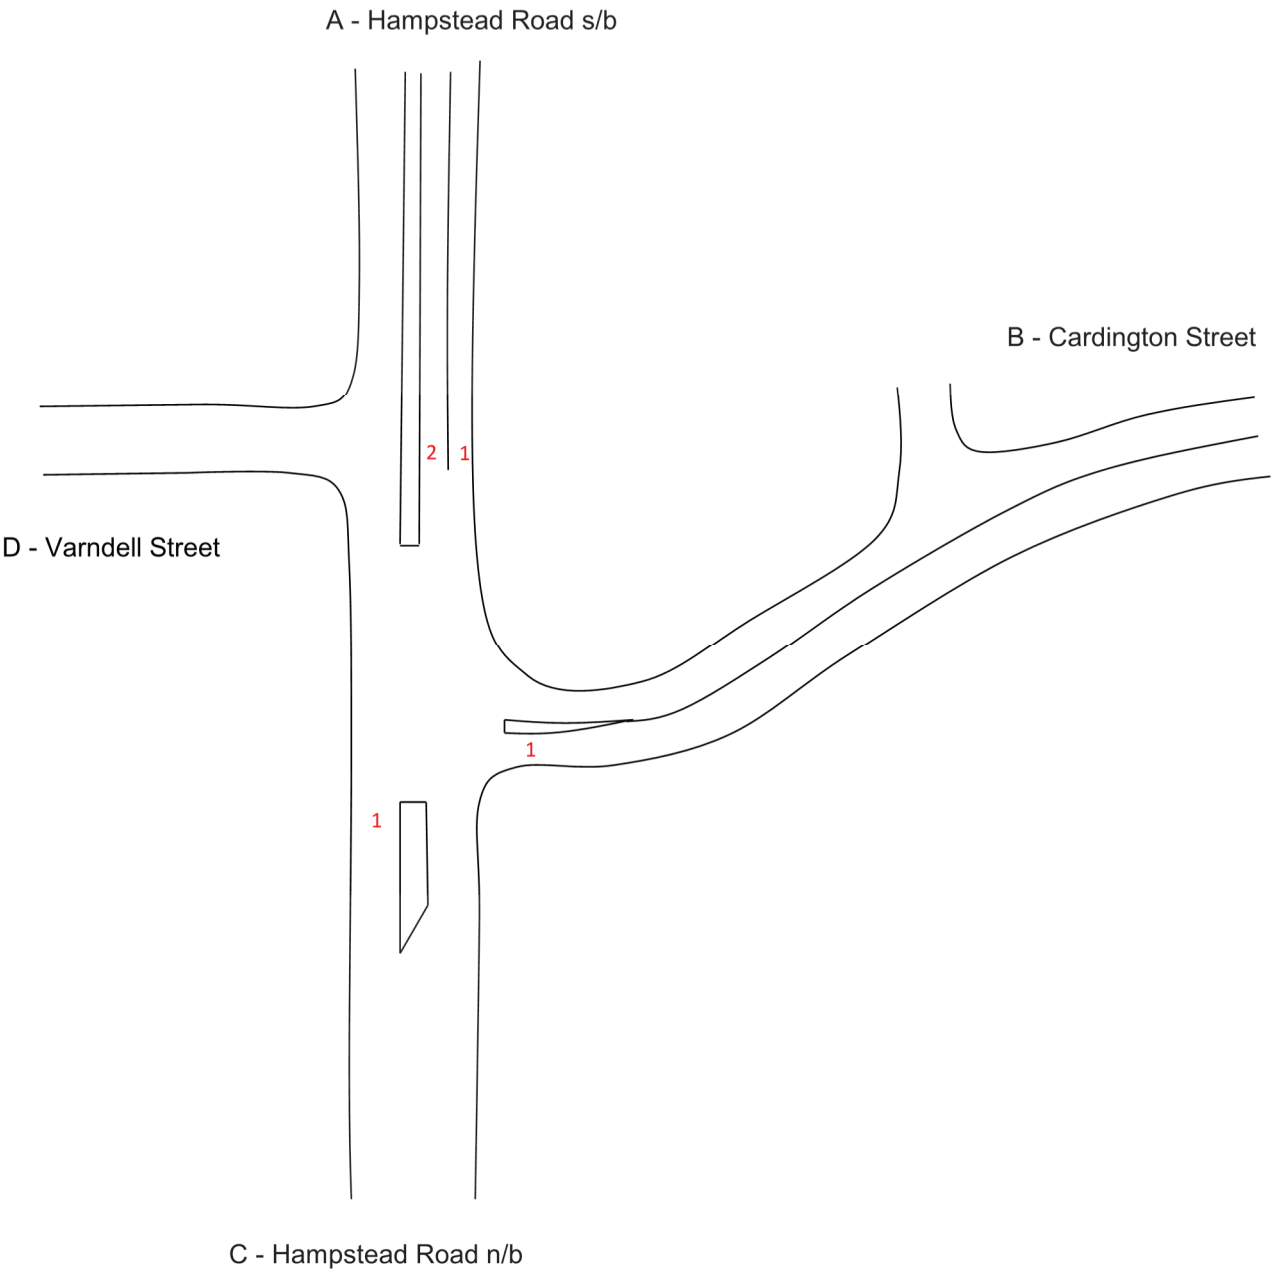 A - Hampstead Road s/b
B - Cardington Street
2 1
D - Varndell Street
1
1
C - Hampstead Road n/b